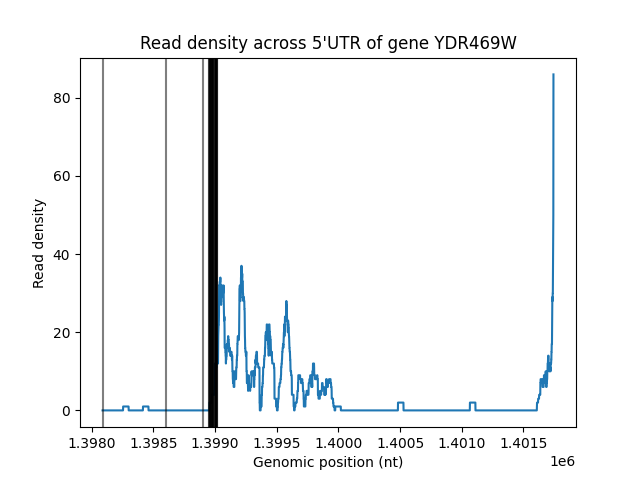 Read density across 5'UTR of gene YDR469W
80
60
40
20
0
Read density
1.3980 1.3985 1.3990 1.3995 1.4000 1.4005 1.4010 1.4015
1e6
Genomic position (nt)